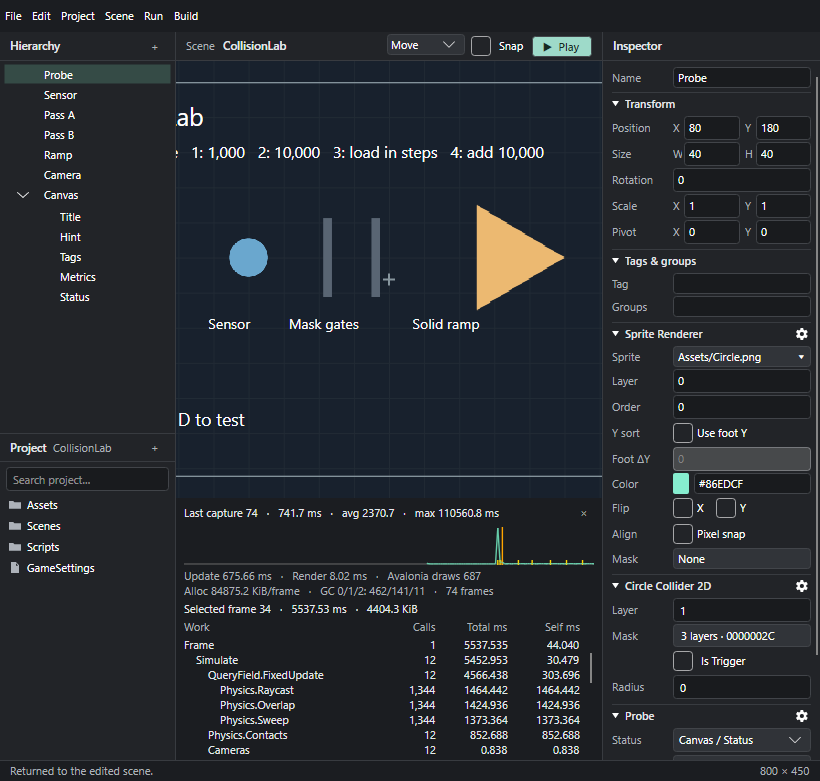 File Edit Project Scene Run Build
Hierarchy +
Probe
Sensor
Pass A
Pass B
Ramp
Camera
Canvas
Title
Hint
Tags
Metrics
Status
Project CollisionLab +
Search project...
Assets
Scenes
Scripts
GameSettings
Scene CollisionLab Move Snap Play
ab
1: 1,000 2: 10,000 3: load in steps 4: add 10,000
Sensor Mask gates Solid ramp
D to test
Last capture 74 · 741.7 ms · avg 2370.7 · max 110560.8 ms ×
Update 675.66 ms · Render 8.02 ms · Avalonia draws 687
Alloc 84875.2 KiB/frame · GC 0/1/2: 462/141/11 · 74 frames
Selected frame 34 · 5537.53 ms · 4404.3 KiB
Work Calls Total ms Self ms
Frame 1 5537.535 44.040
Simulate 12 5452.953 30.479
QueryField.FixedUpdate 12 4566.438 303.696
Physics.Raycast 1,344 1464.442 1464.442
Physics.Overlap 1,344 1424.936 1424.936
Physics.Sweep 1,344 1373.364 1373.364
Physics.Contacts 12 852.688 852.688
Cameras 12 0.838 0.838
Inspector
Name Probe
Transform
Position X 80 Y 180
Size W 40 H 40
Rotation 0
Scale X 1 Y 1
Pivot X 0 Y 0
Tags & groups
Tag
Groups
Sprite Renderer
Sprite Assets/Circle.png
Layer 0
Order 0
Y sort Use foot Y
Foot ΔY 0
Color #86EDCF
Flip X Y
Align Pixel snap
Mask None
Circle Collider 2D
Layer 1
Mask 3 layers · 0000002C
Is Trigger
Radius 0
Probe
Status Canvas / Status
Returned to the edited scene. 800 × 450